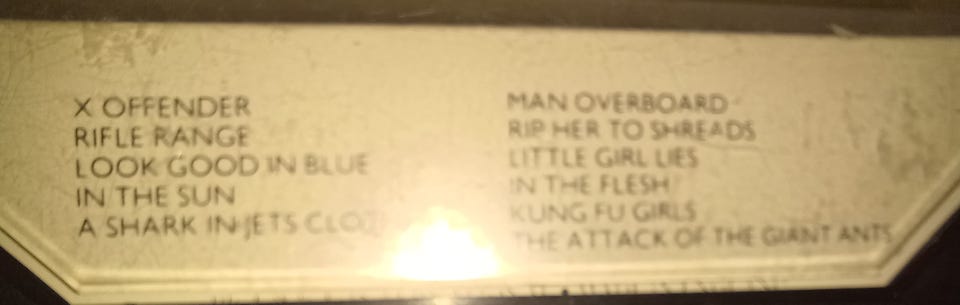 X OFFENDER
RIFLE RANGE
LOOK GOOD IN BLUE
IN THE SUN
A SHARK IN JETS
MAN OVERBOARD
RIP HER TO SHREADS
LITTLE GIRL LIES
IN THE FLESH
KUNG FU GIRLS
THE ATTACK OF THE GIANT ANTS